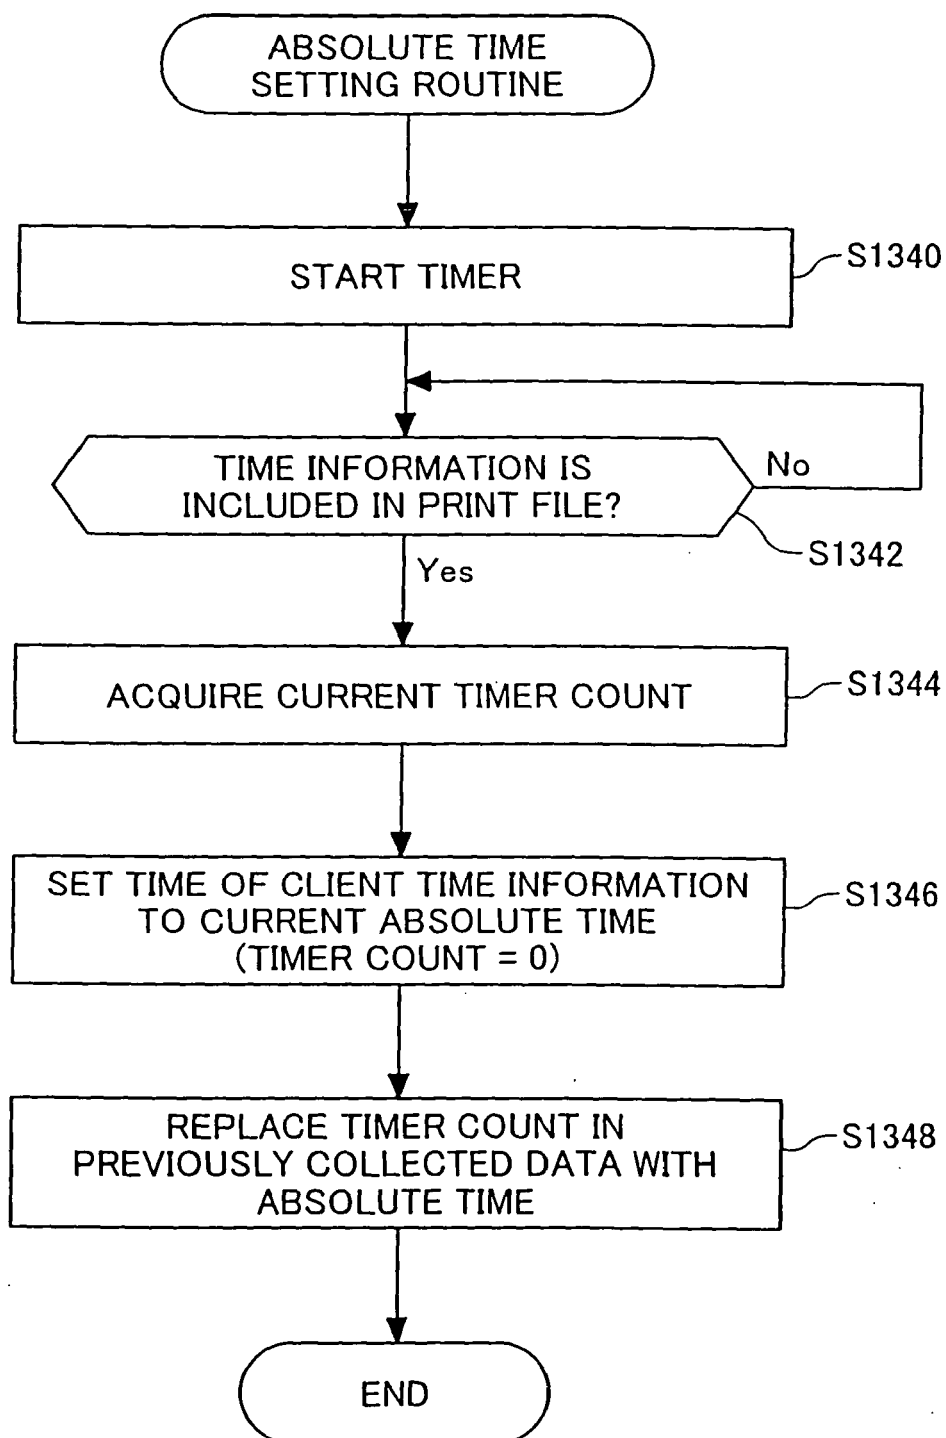 ABSOLUTE TIME
SETTING ROUTINE
START TIMER
S1340
TIME INFORMATION IS
INCLUDED IN PRINT FILE?
No
S1342
Yes
ACQUIRE CURRENT TIMER COUNT
S1344
SET TIME OF CLIENT TIME INFORMATION
TO CURRENT ABSOLUTE TIME
(TIMER COUNT = 0)
S1346
REPLACE TIMER COUNT IN
PREVIOUSLY COLLECTED DATA WITH
ABSOLUTE TIME
S1348
END